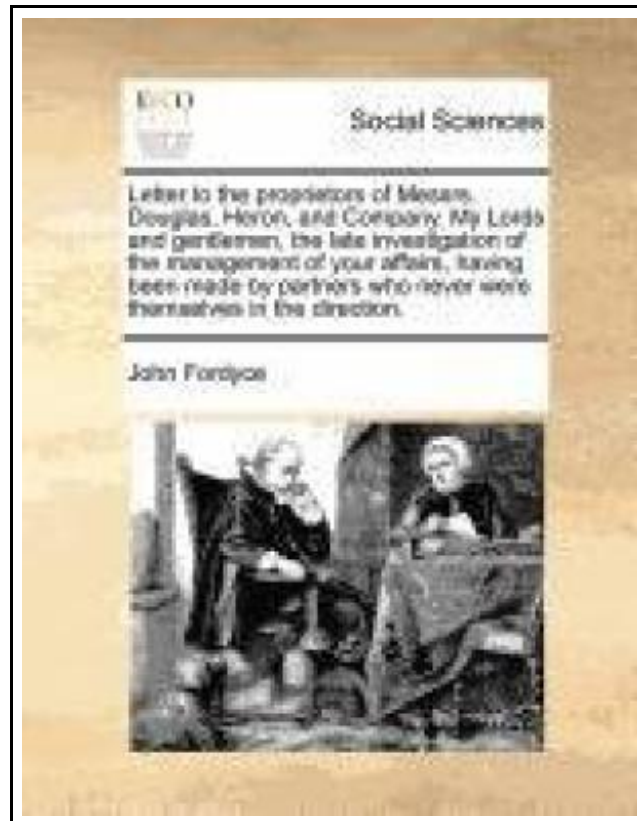 ECCO
Social Sciences
Letter to the proprietors of Messrs.
Douglas, Heron, and Company. My Lords
and gentlemen, the late investigation of
the management of your affairs, having
been made by partners who never were
themselves in the direction.
John Fordyce